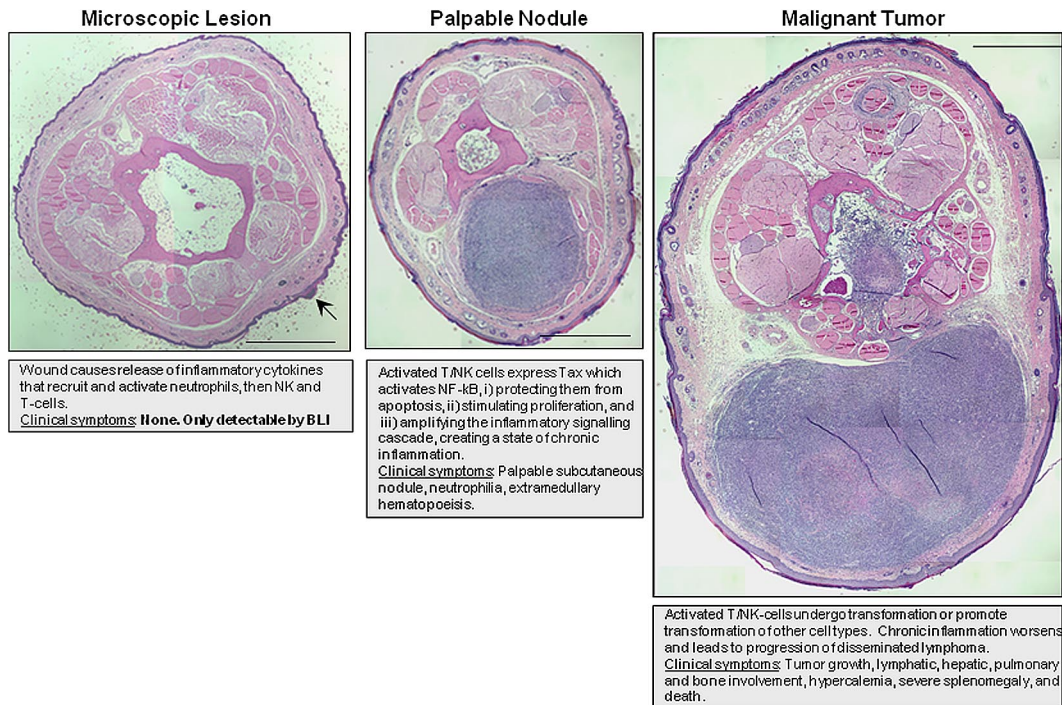 Microscopic Lesion
Palpable Nodule
Malignant Tumor
Wound causes release of inflammatory cytokines
that recruit and activate neutrophils, then NK and
T-cells.
Clinical symptoms: None. Only detectable by BLI
Activated T/NK cells express Tax which
activates NF-kB, i) protecting them from
apoptosis, ii) stimulating proliferation, and
iii) amplifying the inflammatory signalling
cascade, creating a state of chronic
inflammation.
Clinical symptoms: Palpable subcutaneous
nodule, neutrophilia, extramedullary
hematopoeisis.
Activated T/NK-cells undergo transformation or promote
transformation of other cell types. Chronic inflammation worsens
and leads to progression of disseminated lymphoma.
Clinical symptoms: Tumor growth, lymphatic, hepatic, pulmonary
and bone involvement, hypercalemia, severe splenomegaly, and
death.